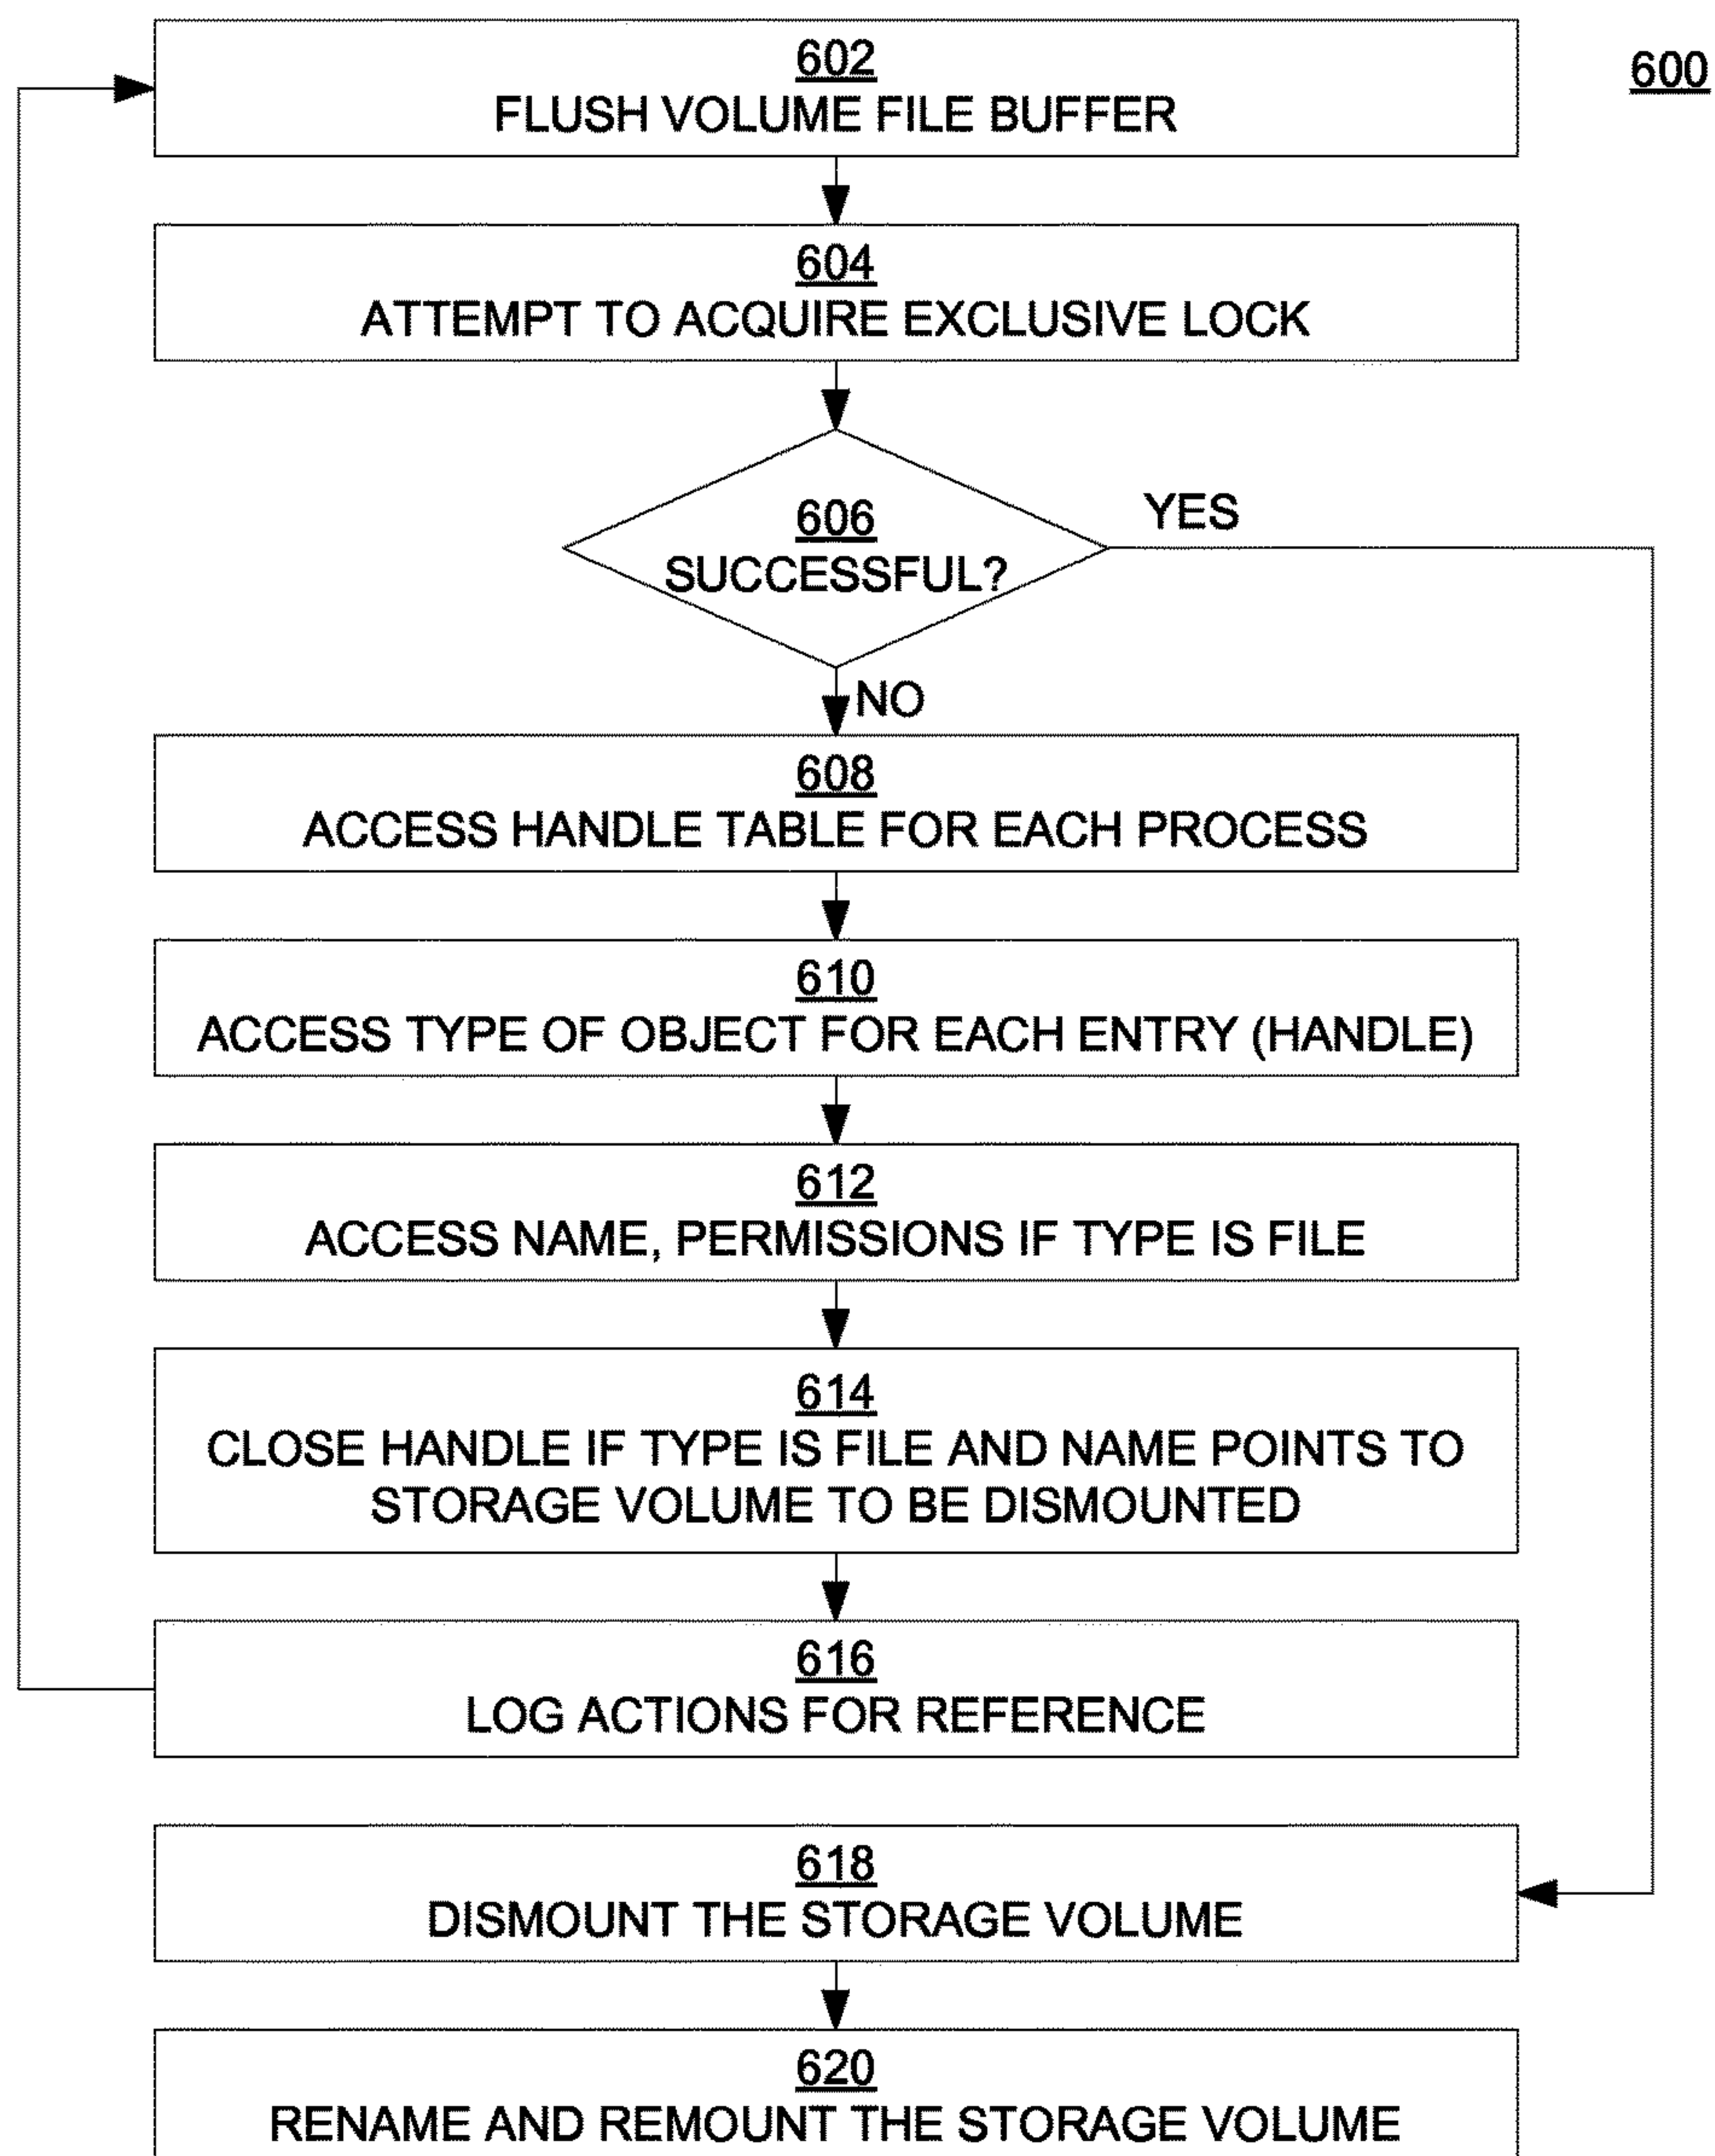 602
FLUSH VOLUME FILE BUFFER
600
604
ATTEMPT TO ACQUIRE EXCLUSIVE LOCK
606
SUCCESSFUL?
YES
NO
608
ACCESS HANDLE TABLE FOR EACH PROCESS
610
ACCESS TYPE OF OBJECT FOR EACH ENTRY (HANDLE)
612
ACCESS NAME, PERMISSIONS IF TYPE IS FILE
614
CLOSE HANDLE IF TYPE IS FILE AND NAME POINTS TO
STORAGE VOLUME TO BE DISMOUNTED
616
LOG ACTIONS FOR REFERENCE
618
DISMOUNT THE STORAGE VOLUME
620
RENAME AND REMOUNT THE STORAGE VOLUME